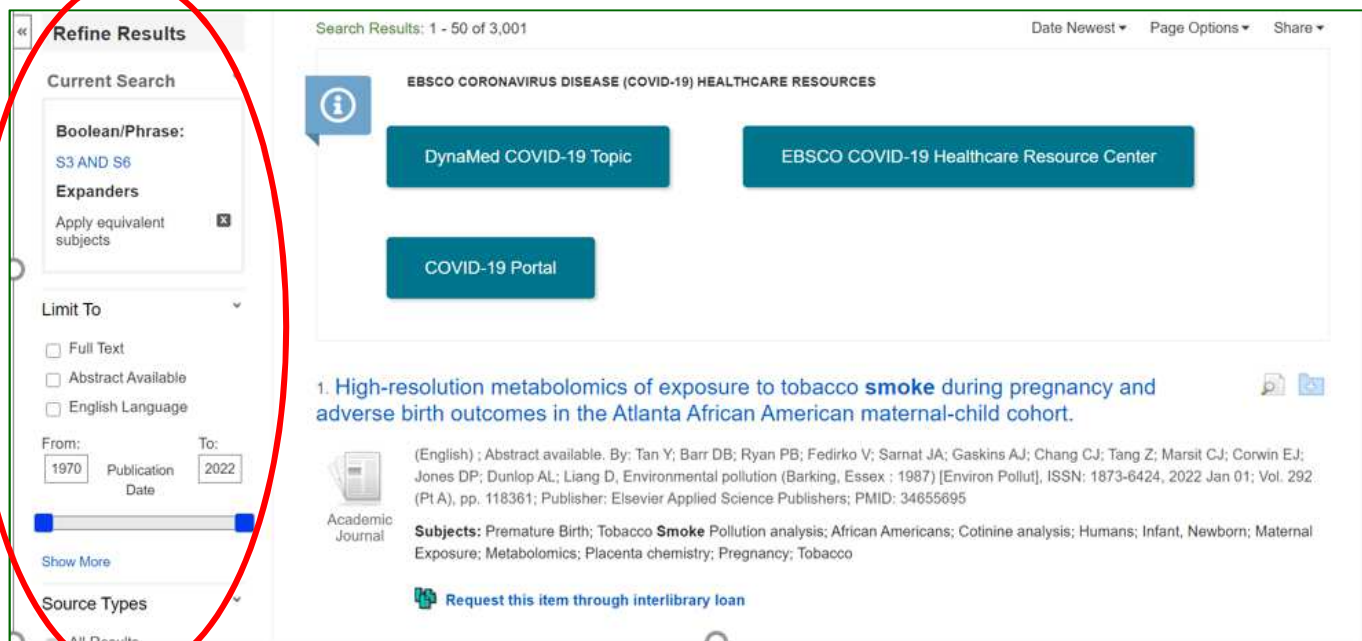 «
Refine Results
Current Search
Boolean/Phrase:
S3 AND S6
Expanders
Apply equivalent
subjects
x
Limit To
Full Text
Abstract Available
English Language
From:
To:
1970
Publication
Date
2022
Show More
Source Types
All Results
Search Results: 1 - 50 of 3,001
Date Newest
Page Options
Share
EBSCO CORONAVIRUS DISEASE (COVID-19) HEALTHCARE RESOURCES
DynaMed COVID-19 Topic
EBSCO COVID-19 Healthcare Resource Center
COVID-19 Portal
1. High-resolution metabolomics of exposure to tobacco smoke during pregnancy and
adverse birth outcomes in the Atlanta African American maternal-child cohort.
Academic
Journal
(English) ; Abstract available. By: Tan Y; Barr DB; Ryan PB; Fedirko V; Sarnat JA; Gaskins AJ; Chang CJ; Tang Z; Marsit CJ; Corwin EJ;
Jones DP; Dunlop AL; Liang D, Environmental pollution (Barking, Essex : 1987) [Environ Pollut], ISSN: 1873-6424, 2022 Jan 01; Vol. 292
(Pt A), pp. 118361; Publisher: Elsevier Applied Science Publishers; PMID: 34655695
Subjects: Premature Birth; Tobacco Smoke Pollution analysis; African Americans; Cotinine analysis; Humans; Infant, Newborn; Maternal
Exposure; Metabolomics; Placenta chemistry; Pregnancy; Tobacco
Request this item through interlibrary loan